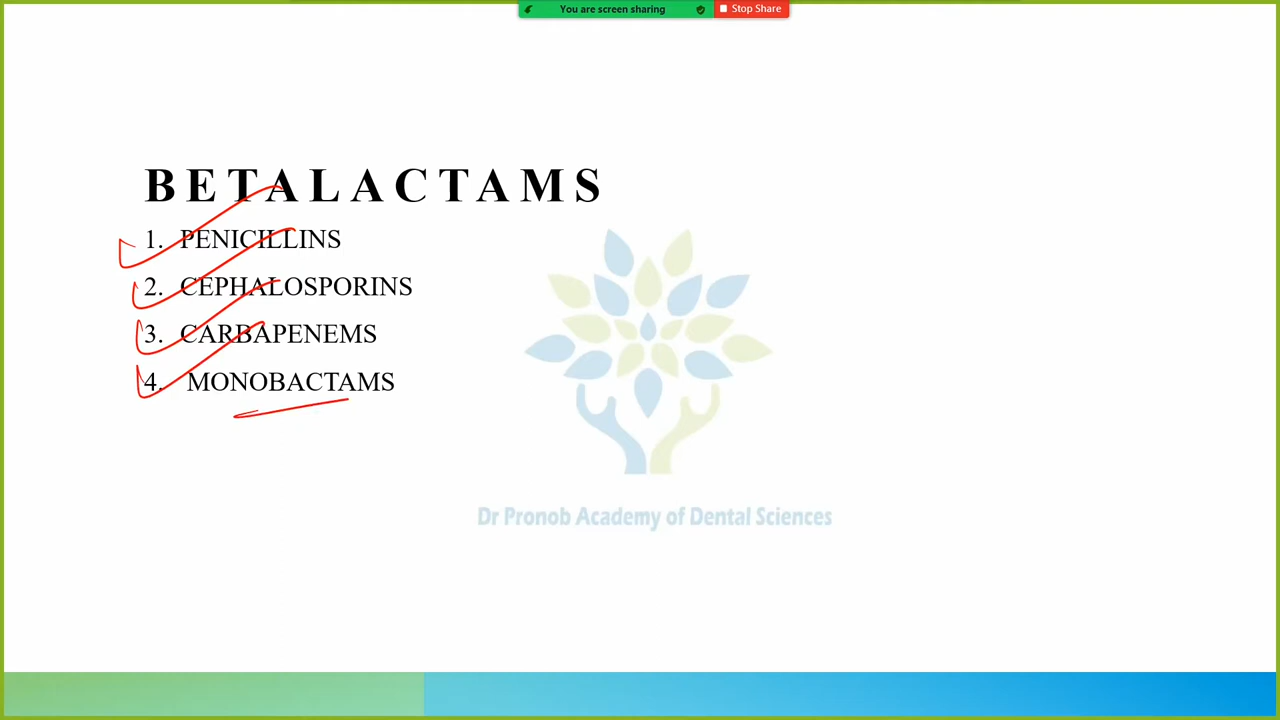 You are screen sharing Stop Share
BETALACTAMS
1. PENICILLINS
2. CEPHALOSPORINS
3. CARBAPENEMS
4. MONOBACTAMS
Dr Pronob Academy of Dental Sciences